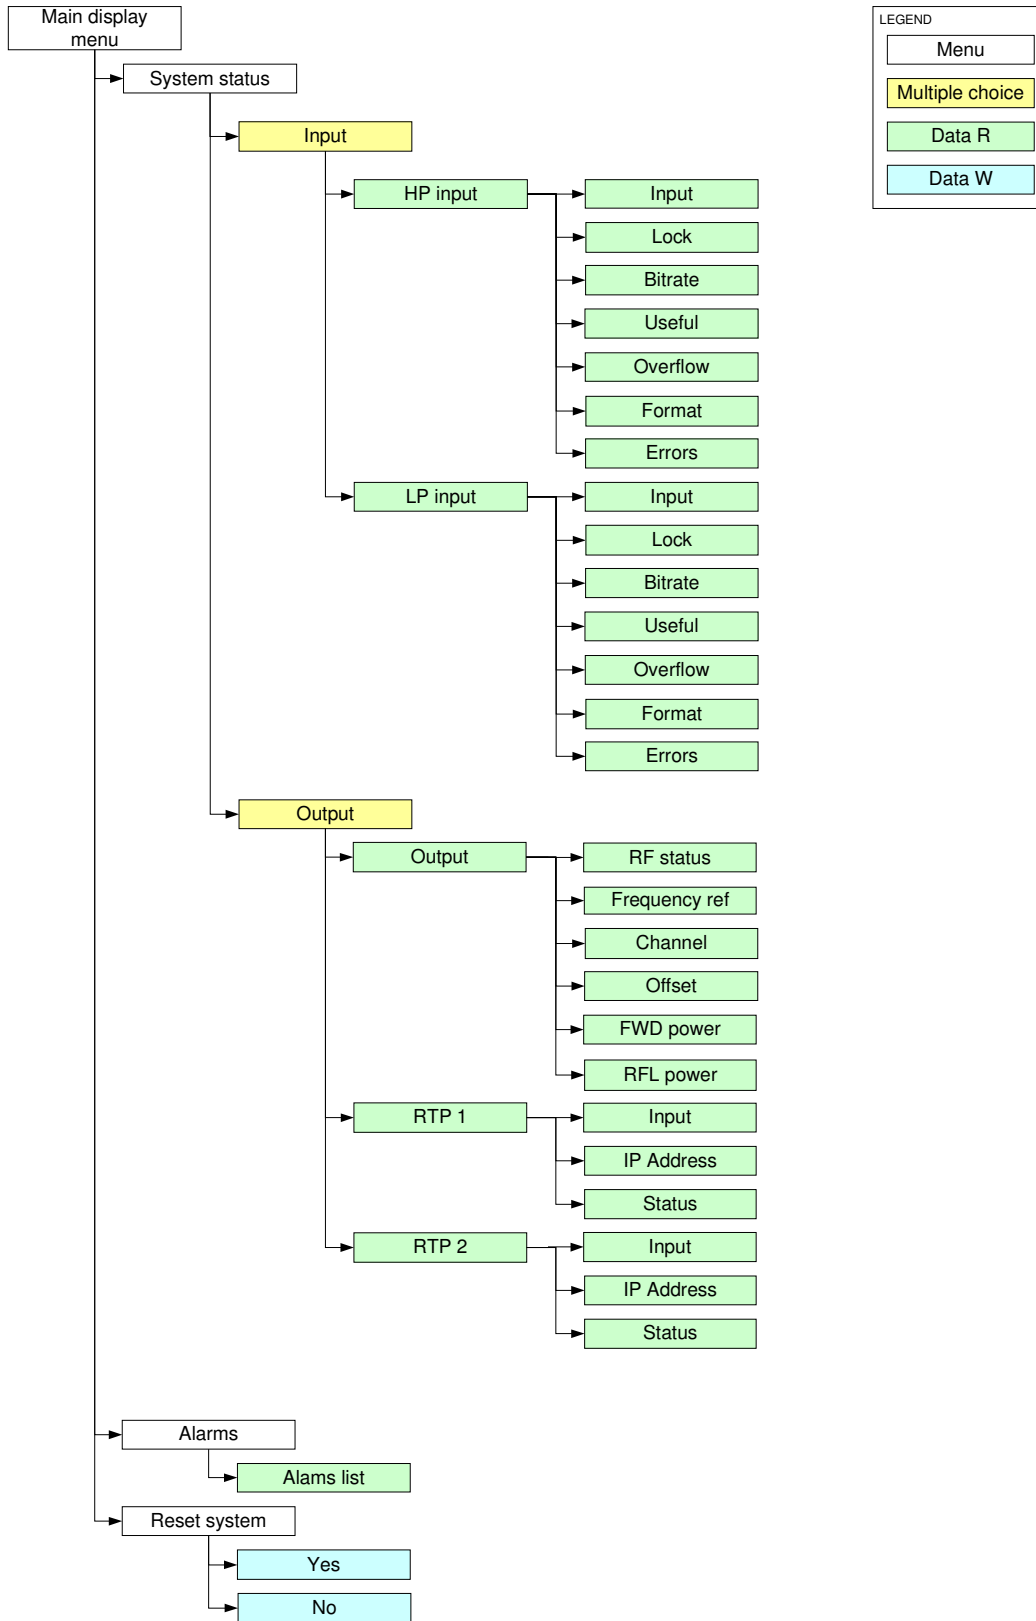 Main display
menu
LEGEND
Menu
Multiple choice
Data R
Data W
System status
Input
HP input
Input
Lock
Bitrate
Useful
Overflow
Format
Errors
LP input
Input
Lock
Bitrate
Useful
Overflow
Format
Errors
Output
Output
RF status
Frequency ref
Channel
Offset
FWD power
RFL power
RTP 1
Input
IP Address
Status
RTP 2
Input
IP Address
Status
Alarms
Alams list
Reset system
Yes
No